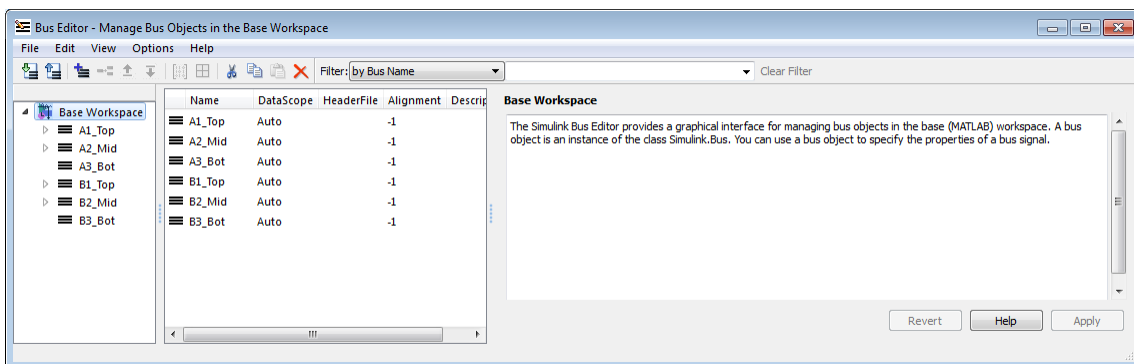 Bus Editor - Manage Bus Objects in the Base Workspace
File Edit View Options Help
Filter: by Bus Name Clear Filter
Base Workspace
A1_Top
A2_Mid
A3_Bot
B1_Top
B2_Mid
B3_Bot
Name DataScope HeaderFile Alignment Descrip
A1_Top Auto -1
A2_Mid Auto -1
A3_Bot Auto -1
B1_Top Auto -1
B2_Mid Auto -1
B3_Bot Auto -1
Base Workspace
The Simulink Bus Editor provides a graphical interface for managing bus objects in the base (MATLAB) workspace. A bus
object is an instance of the class Simulink.Bus. You can use a bus object to specify the properties of a bus signal.
Revert Help Apply